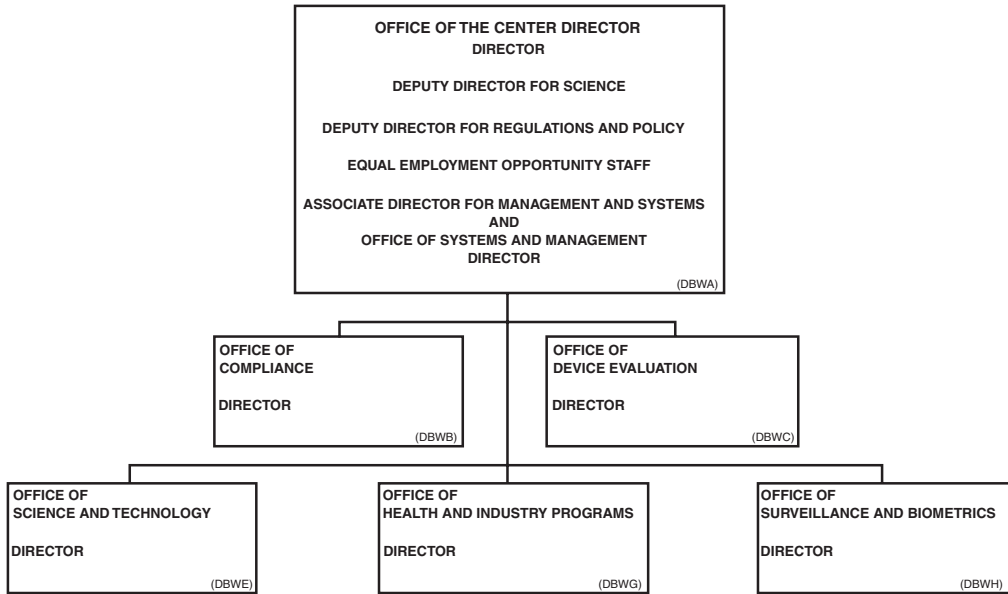 OFFICE OF THE CENTER DIRECTOR
DIRECTOR
DEPUTY DIRECTOR FOR SCIENCE
DEPUTY DIRECTOR FOR REGULATIONS AND POLICY
EQUAL EMPLOYMENT OPPORTUNITY STAFF
ASSOCIATE DIRECTOR FOR MANAGEMENT AND SYSTEMS
AND
OFFICE OF SYSTEMS AND MANAGEMENT
DIRECTOR
(DBWA)
OFFICE OF
COMPLIANCE
DIRECTOR
(DBWB)
OFFICE OF
DEVICE EVALUATION
DIRECTOR
(DBWC)
OFFICE OF
SCIENCE AND TECHNOLOGY
DIRECTOR
(DBWE)
OFFICE OF
HEALTH AND INDUSTRY PROGRAMS
DIRECTOR
(DBWG)
OFFICE OF
SURVEILLANCE AND BIOMETRICS
DIRECTOR
(DBWH)